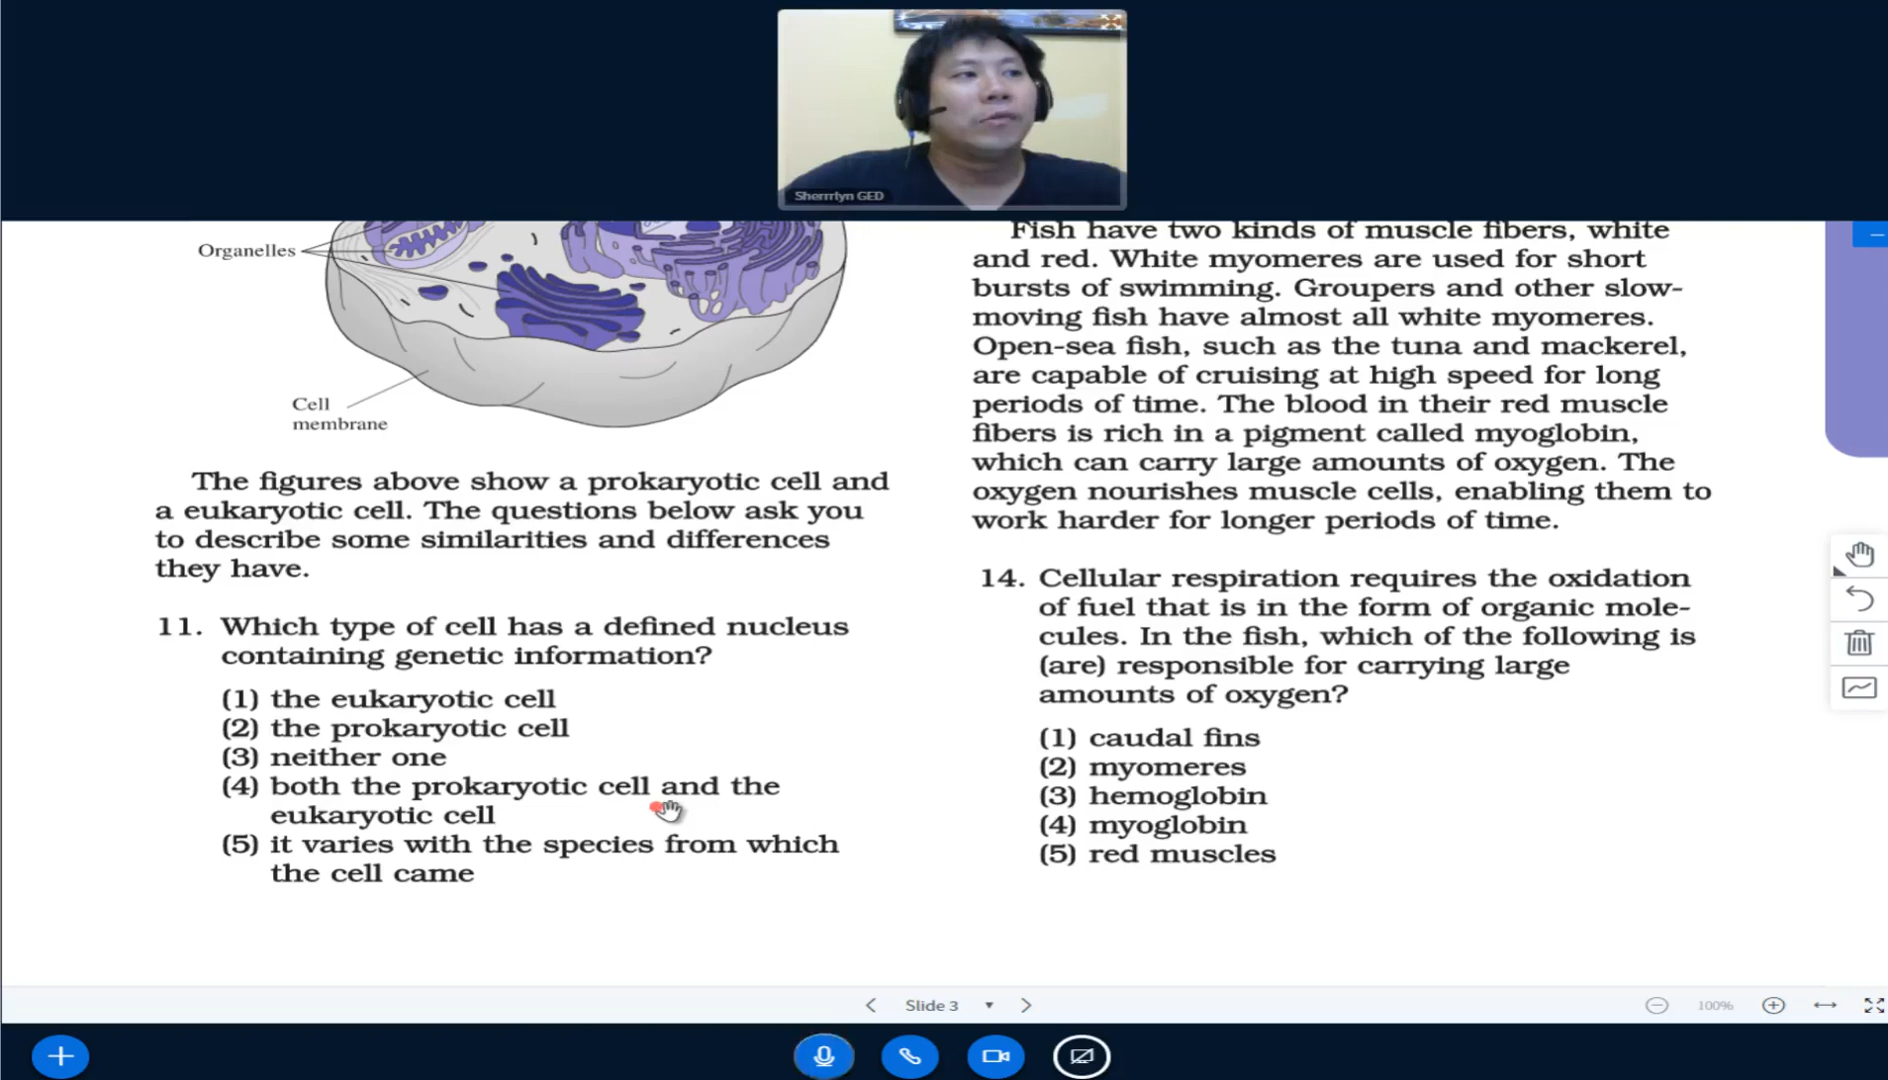 Sherrrlyn GED
Organelles
Cell
membrane
The figures above show a prokaryotic cell and
a eukaryotic cell. The questions below ask you
to describe some similarities and differences
they have.
11. Which type of cell has a defined nucleus
containing genetic information?
(1) the eukaryotic cell
(2) the prokaryotic cell
(3) neither one
(4) both the prokaryotic cell and the
eukaryotic cell
(5) it varies with the species from which
the cell came
Fish have two kinds of muscle fibers, white
and red. White myomeres are used for short
bursts of swimming. Groupers and other slow-
moving fish have almost all white myomeres.
Open-sea fish, such as the tuna and mackerel,
are capable of cruising at high speed for long
periods of time. The blood in their red muscle
fibers is rich in a pigment called myoglobin,
which can carry large amounts of oxygen. The
oxygen nourishes muscle cells, enabling them to
work harder for longer periods of time.
14. Cellular respiration requires the oxidation
of fuel that is in the form of organic mole-
cules. In the fish, which of the following is
(are) responsible for carrying large
amounts of oxygen?
(1) caudal fins
(2) myomeres
(3) hemoglobin
(4) myoglobin
(5) red muscles
Slide 3
100%